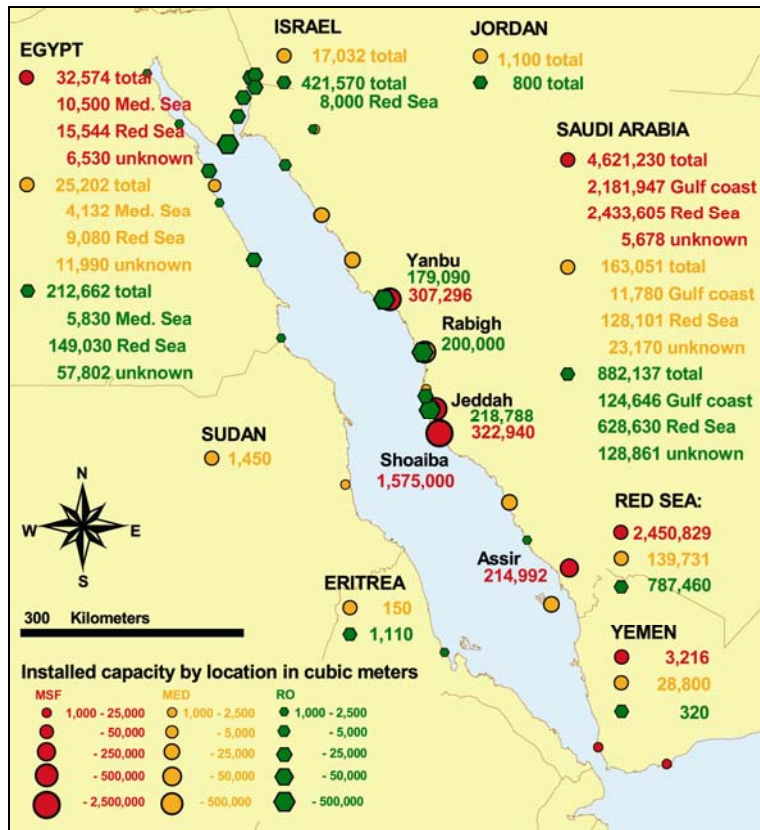 ISRAEL
17,032 total
421,570 total
8,000 Red Sea
JORDAN
1,100 total
800 total
EGYPT
32,574 total
10,500 Med. Sea
15,544 Red Sea
6,530 unknown
25,202 total
4,132 Med. Sea
9,080 Red Sea
11,990 unknown
212,662 total
5,830 Med. Sea
149,030 Red Sea
57,802 unknown
SAUDI ARABIA
4,621,230 total
2,181,947 Gulf coast
2,433,605 Red Sea
5,678 unknown
163,051 total
11,780 Gulf coast
128,101 Red Sea
23,170 unknown
882,137 total
124,646 Gulf coast
628,630 Red Sea
128,861 unknown
Yanbu
179,090
307,296
Rabigh
200,000
Jeddah
218,788
322,940
Shoaiba
1,575,000
SUDAN
1,450
N
W
E
S
Assir
214,992
RED SEA:
2,450,829
139,731
787,460
ERITREA
150
1,110
YEMEN
3,216
28,800
320
300 Kilometers
Installed capacity by location in cubic meters
MSF
1,000 - 25,000
- 50,000
- 250,000
- 500,000
- 2,500,000
MED
1,000 - 2,500
- 5,000
- 25,000
- 50,000
- 500,000
RO
1,000 - 2,500
- 5,000
- 25,000
- 50,000
- 500,000